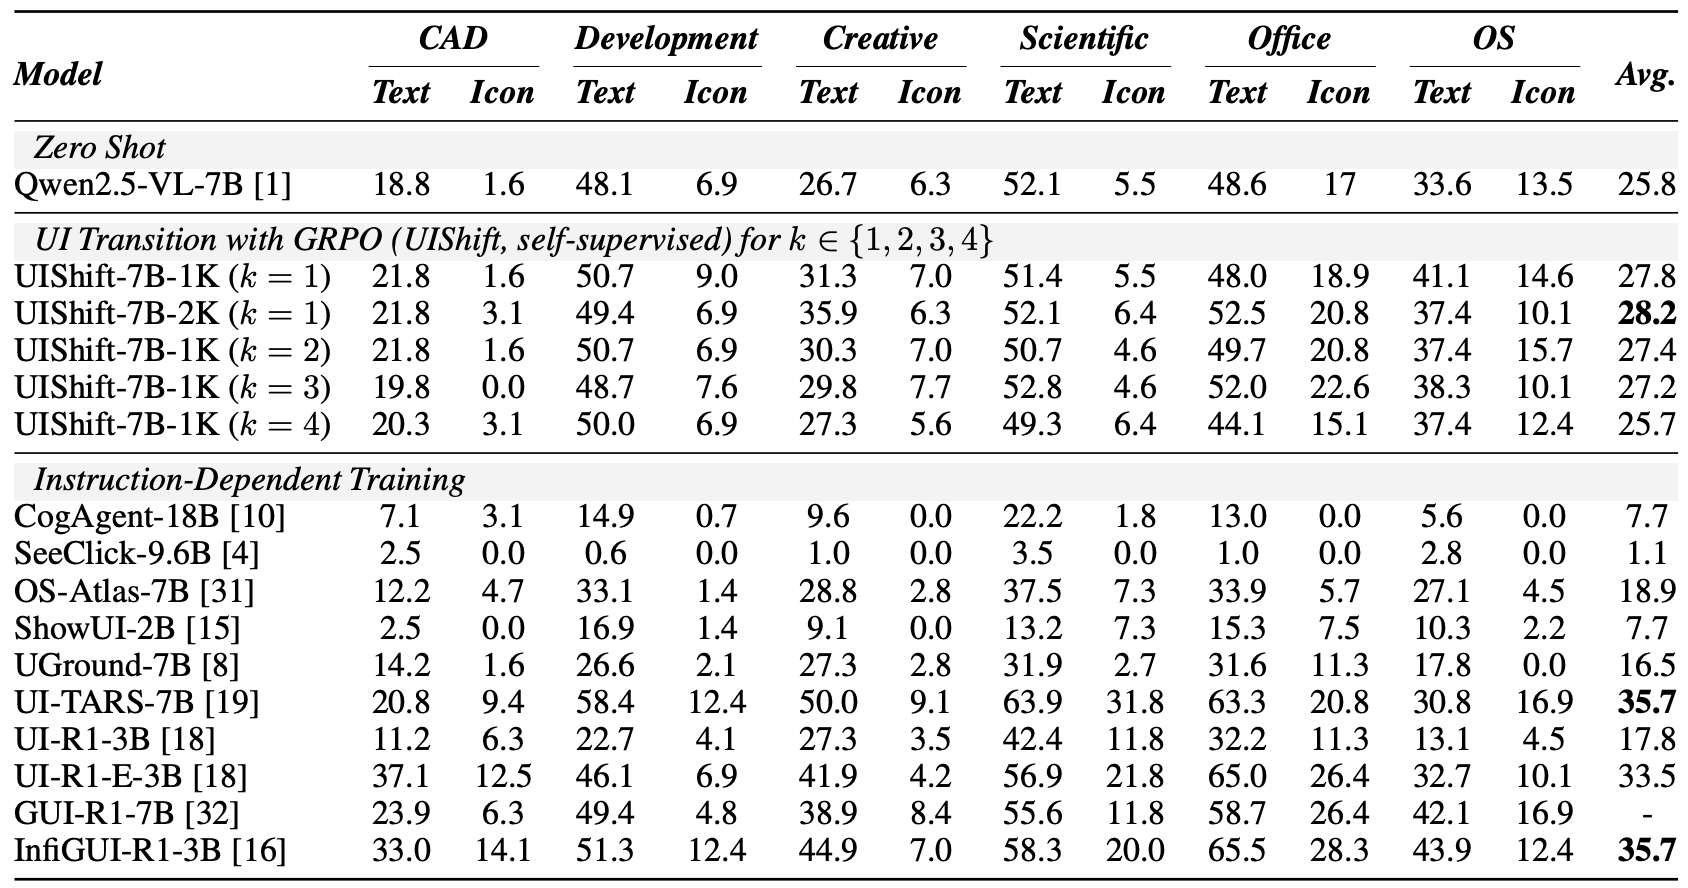 CAD Development Creative Scientific Office OS
Model Avg.
Text Icon Text Icon Text Icon Text Icon Text Icon Text Icon
Zero Shot
Qwen2.5-VL-7B [1] 18.8 1.6 48.1 6.9 26.7 6.3 52.1 5.5 48.6 17 33.6 13.5 25.8
UI Transition with GRPO (UIShift, self-supervised) for k ∈ {1, 2, 3, 4}
UIShift-7B-1K (k = 1) 21.8 1.6 50.7 9.0 31.3 7.0 51.4 5.5 48.0 18.9 41.1 14.6 27.8
UIShift-7B-2K (k = 1) 21.8 3.1 49.4 6.9 35.9 6.3 52.1 6.4 52.5 20.8 37.4 10.1 28.2
UIShift-7B-1K (k = 2) 21.8 1.6 50.7 6.9 30.3 7.0 50.7 4.6 49.7 20.8 37.4 15.7 27.4
UIShift-7B-1K (k = 3) 19.8 0.0 48.7 7.6 29.8 7.7 52.8 4.6 52.0 22.6 38.3 10.1 27.2
UIShift-7B-1K (k = 4) 20.3 3.1 50.0 6.9 27.3 5.6 49.3 6.4 44.1 15.1 37.4 12.4 25.7
Instruction-Dependent Training
CogAgent-18B [10] 7.1 3.1 14.9 0.7 9.6 0.0 22.2 1.8 13.0 0.0 5.6 0.0 7.7
SeeClick-9.6B [4] 2.5 0.0 0.6 0.0 1.0 0.0 3.5 0.0 1.0 0.0 2.8 0.0 1.1
OS-Atlas-7B [31] 12.2 4.7 33.1 1.4 28.8 2.8 37.5 7.3 33.9 5.7 27.1 4.5 18.9
ShowUI-2B [15] 2.5 0.0 16.9 1.4 9.1 0.0 13.2 7.3 15.3 7.5 10.3 2.2 7.7
UGround-7B [8] 14.2 1.6 26.6 2.1 27.3 2.8 31.9 2.7 31.6 11.3 17.8 0.0 16.5
UI-TARS-7B [19] 20.8 9.4 58.4 12.4 50.0 9.1 63.9 31.8 63.3 20.8 30.8 16.9 35.7
UI-R1-3B [18] 11.2 6.3 22.7 4.1 27.3 3.5 42.4 11.8 32.2 11.3 13.1 4.5 17.8
UI-R1-E-3B [18] 37.1 12.5 46.1 6.9 41.9 4.2 56.9 21.8 65.0 26.4 32.7 10.1 33.5
GUI-R1-7B [32] 23.9 6.3 49.4 4.8 38.9 8.4 55.6 11.8 58.7 26.4 42.1 16.9 -
InfiGUI-R1-3B [16] 33.0 14.1 51.3 12.4 44.9 7.0 58.3 20.0 65.5 28.3 43.9 12.4 35.7